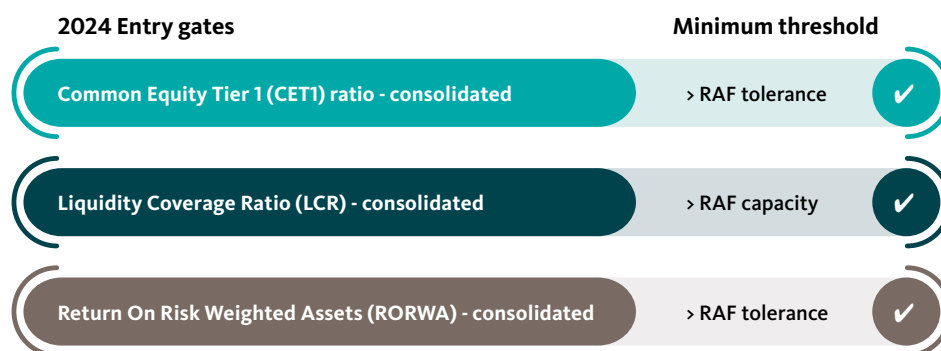 2024 Entry gates Minimum threshold
Common Equity Tier 1 (CET1) ratio - consolidated > RAF tolerance ✔
Liquidity Coverage Ratio (LCR) - consolidated > RAF capacity ✔
Return On Risk Weighted Assets (RORWA) - consolidated > RAF tolerance ✔